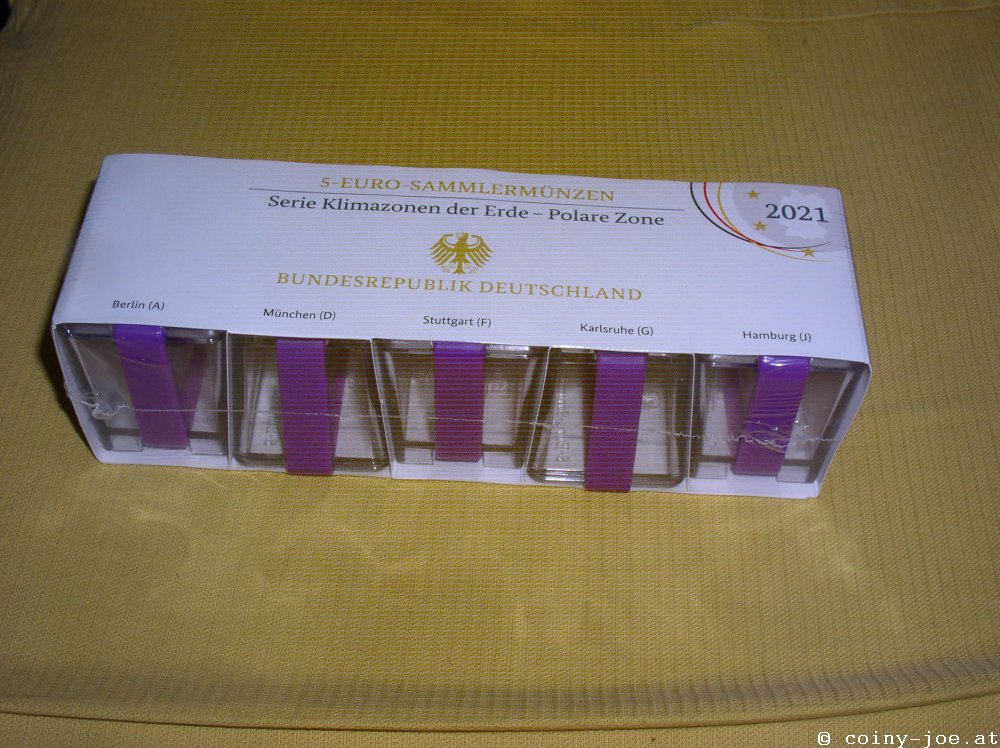 5-EURO-SAMMLERMÜNZEN
Serie Klimazonen der Erde – Polare Zone
2021
BUNDESREPUBLIK DEUTSCHLAND
Berlin (A)
München (D)
Stuttgart (F)
Karlsruhe (G)
Hamburg (J)
© coiny-joe.at